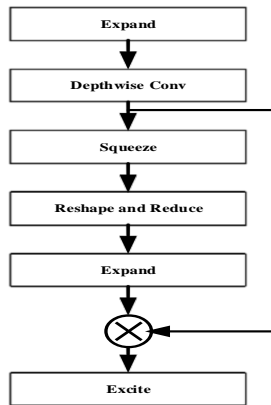 Expand
Depthwise Conv
Squeeze
Reshape and Reduce
Expand
Excite